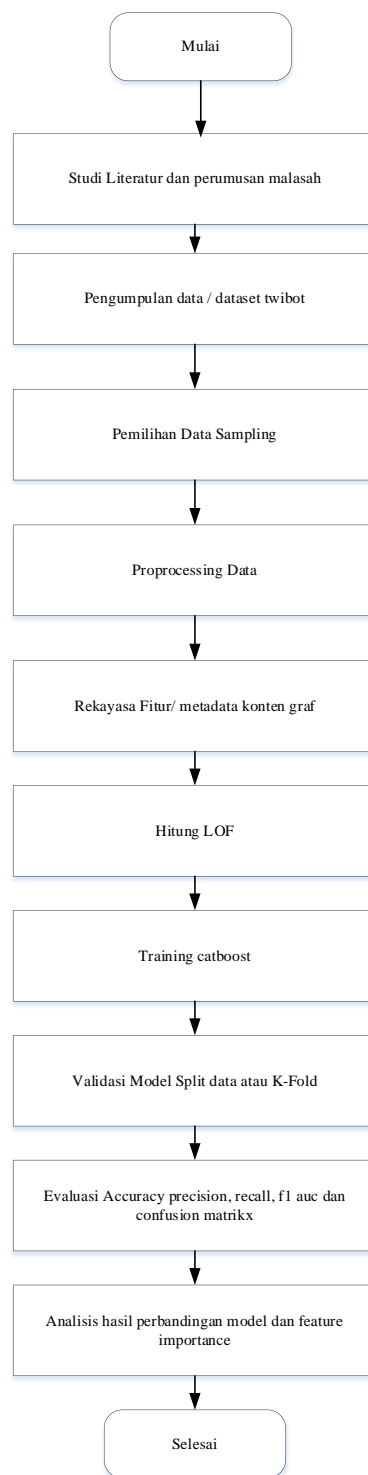 Mulai
Studi Literatur dan perumusan malasah
Pengumpulan data / dataset twibot
Pemilihan Data Sampling
Proprocessing Data
Rekayasa Fitur/ metadata konten graf
Hitung LOF
Training catboost
Validasi Model Split data atau K-Fold
Evaluasi Accuracy precision, recall, f1 auc dan
confusion matrikx
Analisis hasil perbandingan model dan feature
importance
Selesai